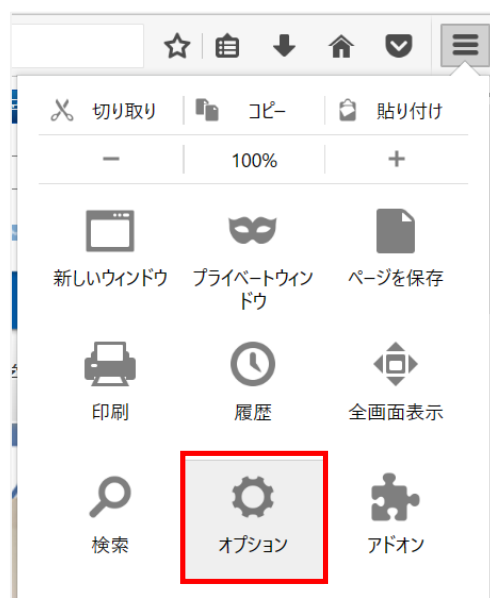 切り取り コピー 貼り付け
− 100% +
新しいウィンドウ プライベートウィン ページを保存
ドウ
印刷 履歴 全画面表示
検索 オプション アドオン